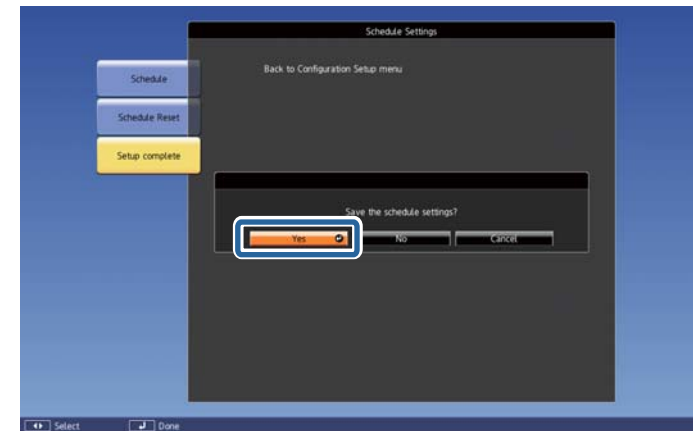 Schedule Settings
Schedule
Back to Configuration Setup menu
Schedule Reset
Setup complete
Save the schedule settings?
Yes No Cancel
Select Done